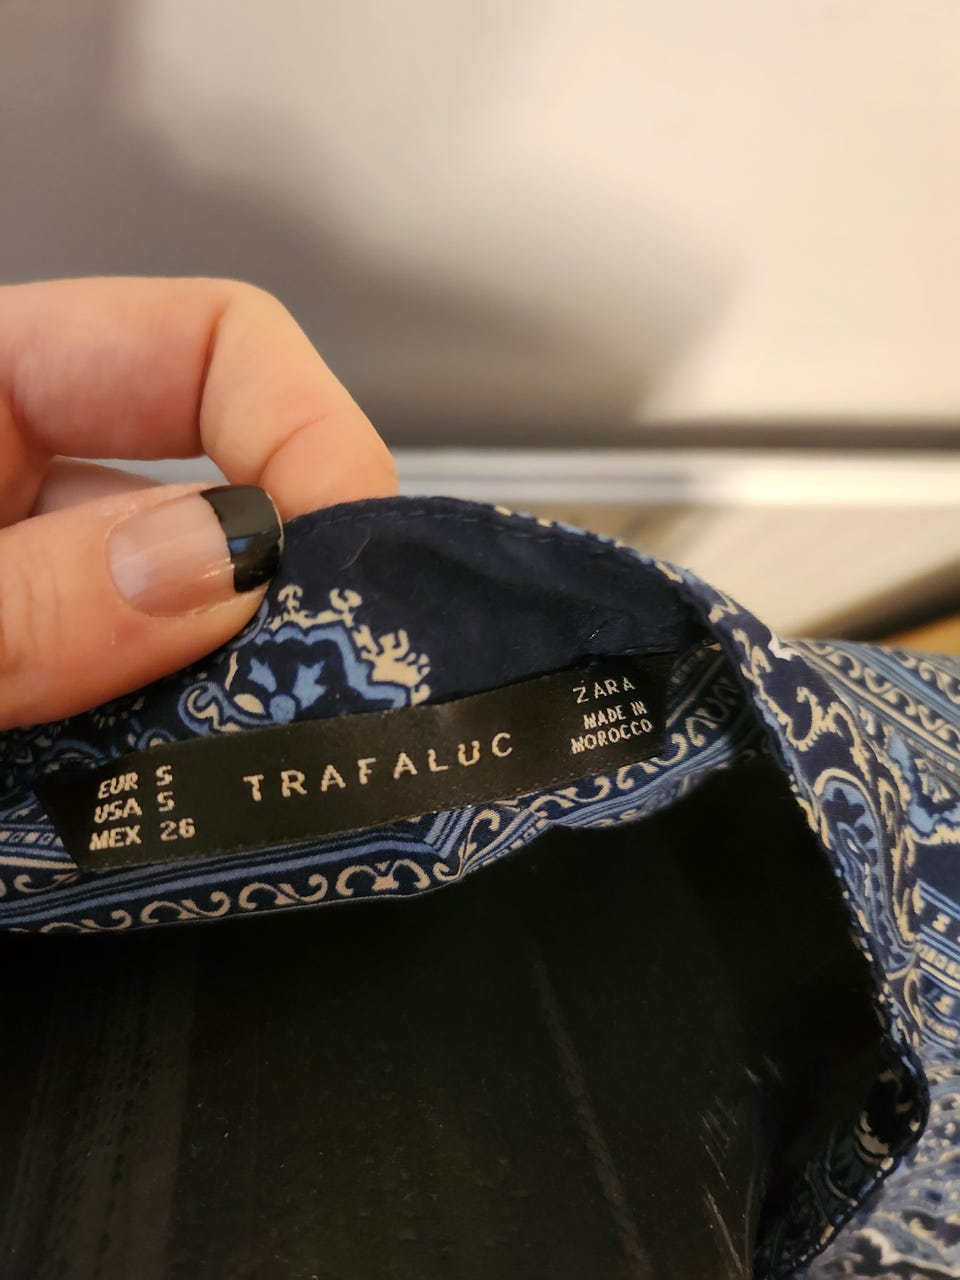 EUR S
USA S
MEX 26
TRAFALUC
ZARA
MADE IN
MOROCCO